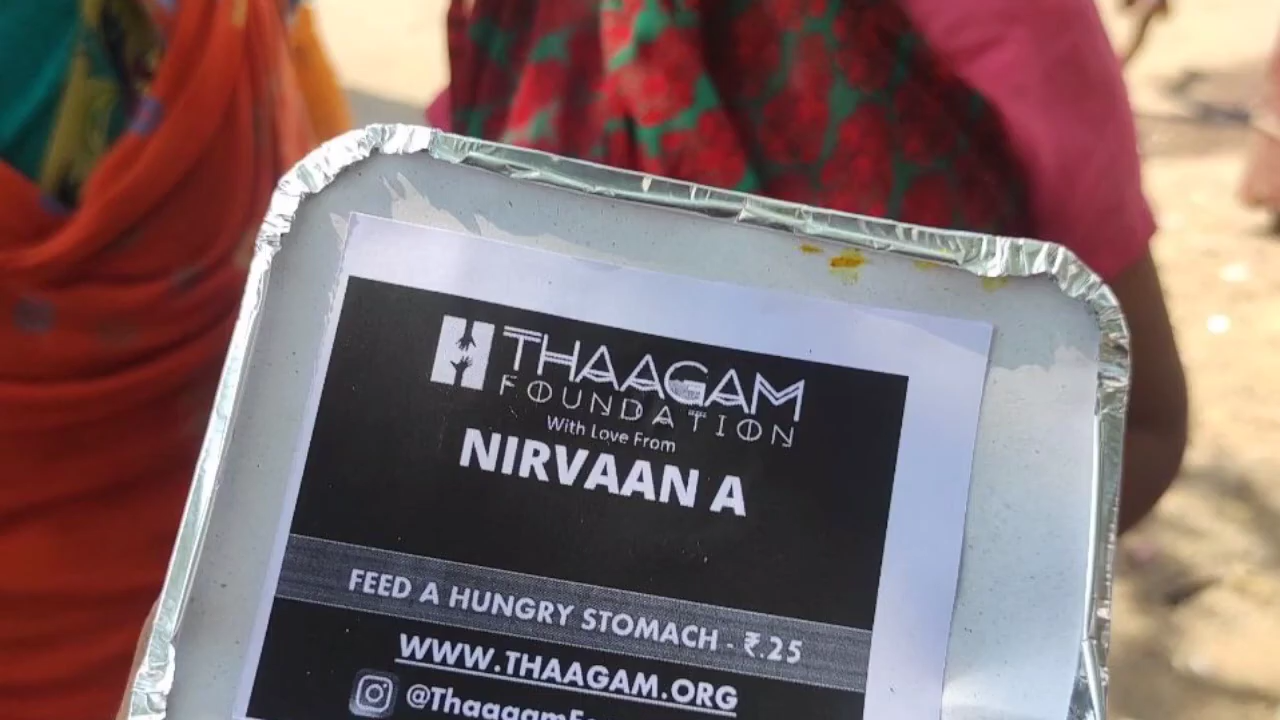 THAAGAM
FOUNDATION
With Love From
NIRVAAN A
FEED A HUNGRY STOMACH - ₹.25
WWW.THAAGAM.ORG